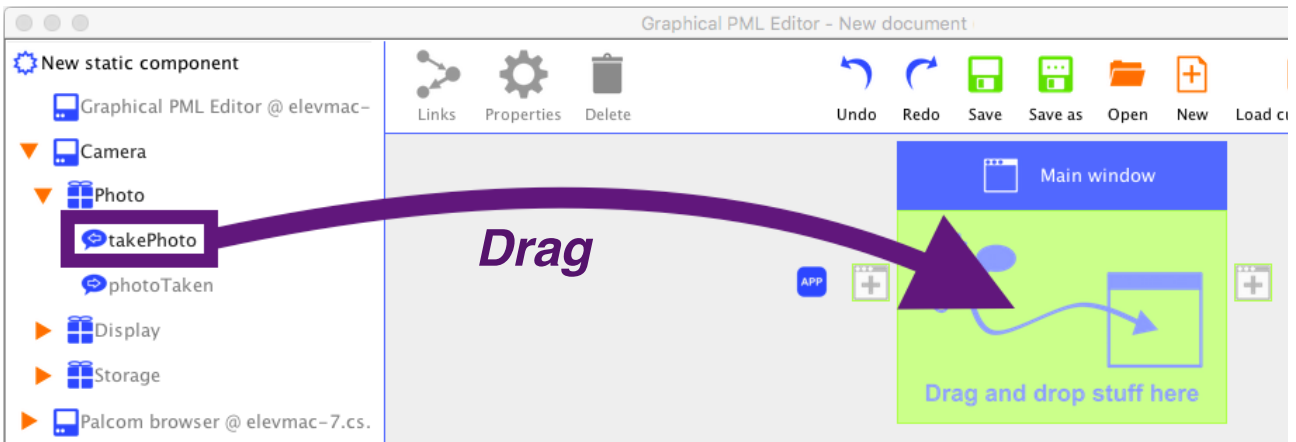 Graphical PML Editor - New document
New static component
Graphical PML Editor @ elevmac-
Camera
Photo
takePhoto
photoTaken
Display
Storage
Palcom browser @ elevmac-7.cs.
Links Properties Delete Undo Redo Save Save as Open New Load cu
Main window
Drag
APP
Drag and drop stuff here